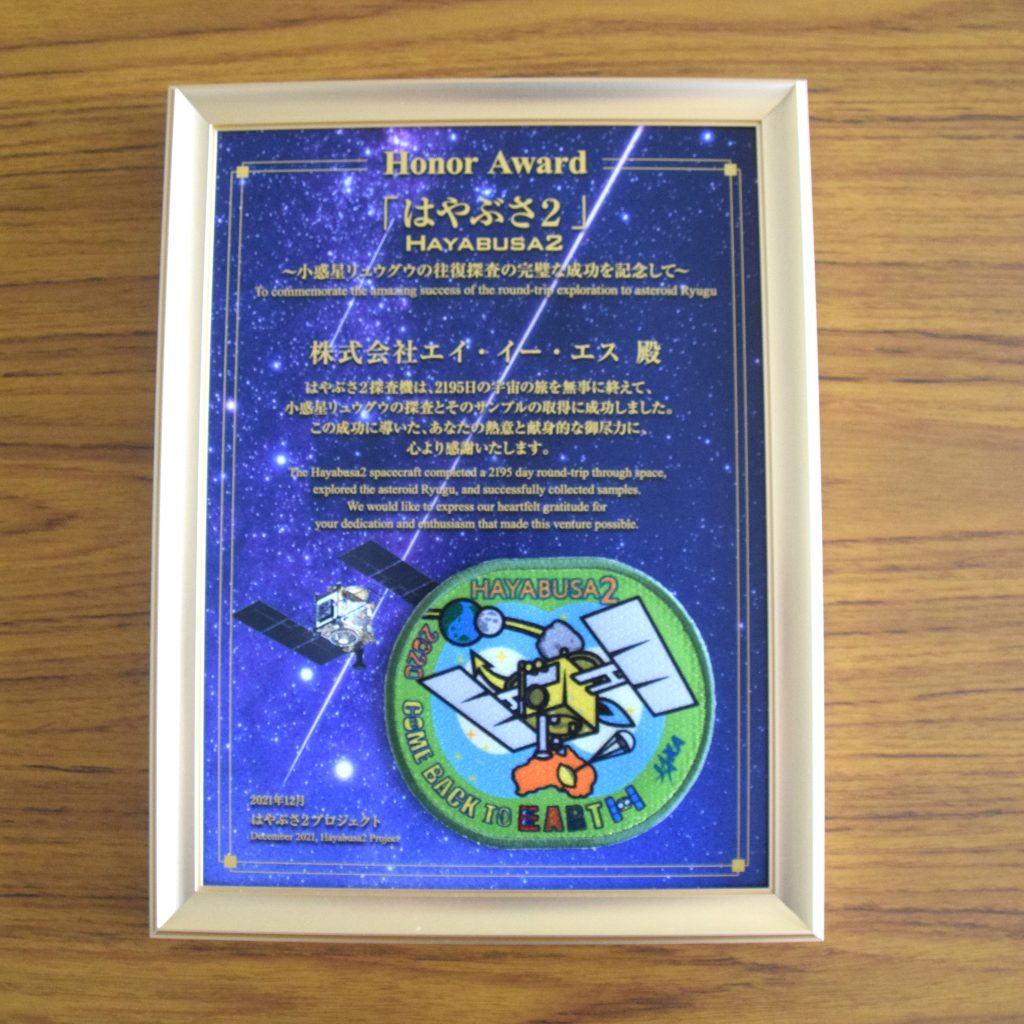 Honor Award
「はやぶさ2」
HAYABUSA2
～小惑星リュウグウの往復探査の完璧な成功を記念して～
To commemorate the amazing success of the round-trip exploration to asteroid Ryugu
株式会社エイ・イー・エス 殿
はやぶさ2探査機は、2195日の宇宙の旅を無事に終えて、
小惑星リュウグウの探査とそのサンプルの取得に成功しました。
この成功に導いた、あなたの熱意と献身的な御尽力に、
心より感謝いたします。
The Hayabusa2 spacecraft completed a 2195 day round-trip through space,
explored the asteroid Ryugu, and successfully collected samples.
We would like to express our heartfelt gratitude for
your dedication and enthusiasm that made this venture possible.
HAYABUSA2
2020 COME BACK TO EARTH
JAXA
2021年12月
はやぶさ2プロジェクト
December 2021, Hayabusa2 Project